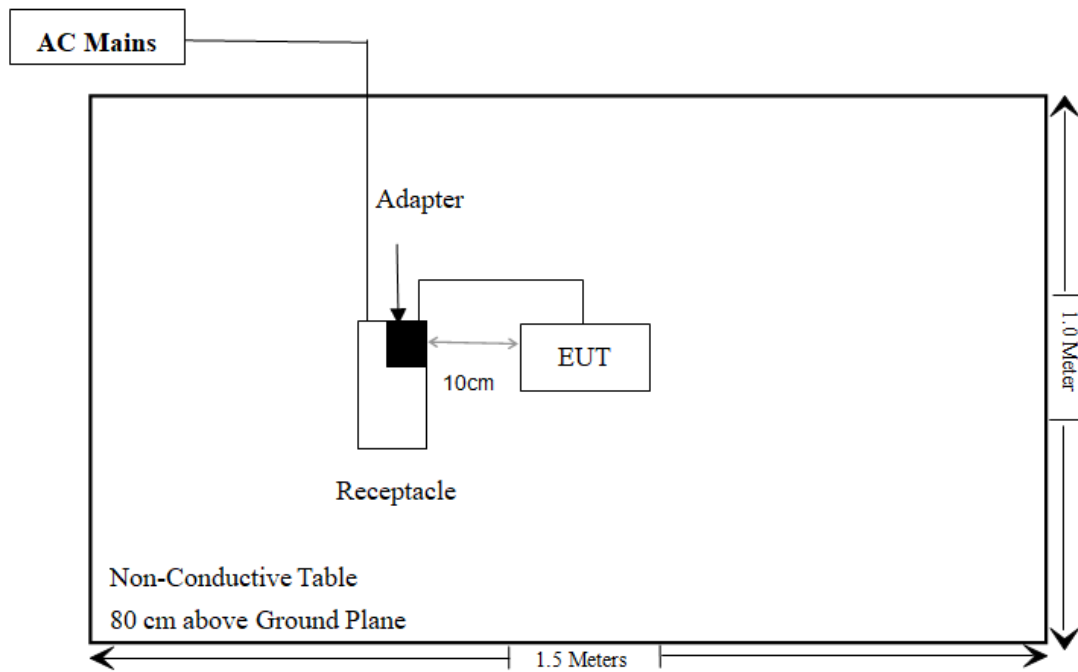 AC Mains
Adapter
10cm
EUT
1.0 Meter
Receptacle
Non-Conductive Table
80 cm above Ground Plane
1.5 Meters